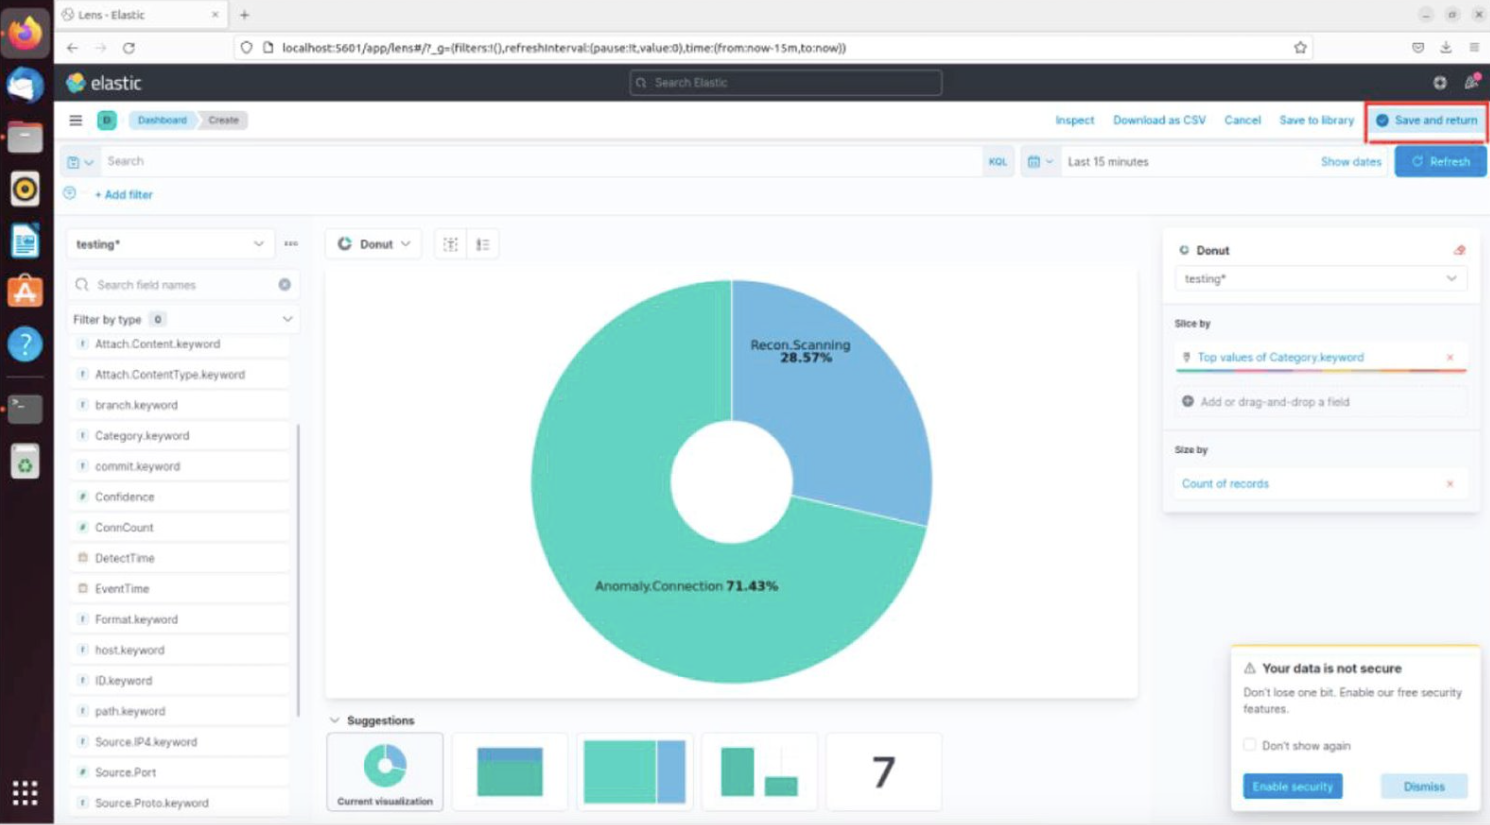 Lens - Elastic
localhost:5601/app/lens#/?_g=(filters:!(),refreshInterval:(pause:!t,value:0),time:(from:now-15m,to:now))
elastic
Search Elastic
D
Dashboard
Create
Inspect
Download as CSV
Cancel
Save to library
Save and return
Search
KQL
Last 15 minutes
Show dates
Refresh
+ Add filter
testing*
Search field names
Filter by type 0
t Attach.Content.keyword
t Attach.ContentType.keyword
t branch.keyword
t Category.keyword
t commit.keyword
# Confidence
# ConnCount
DetectTime
EventTime
t Format.keyword
t host.keyword
t ID.keyword
t path.keyword
t Source.IP4.keyword
# Source.Port
t Source.Proto.keyword
Donut
Recon.Scanning
28.57%
Anomaly.Connection 71.43%
Suggestions
Current visualization
7
Donut
testing*
Slice by
Top values of Category.keyword
Add or drag-and-drop a field
Size by
Count of records
Your data is not secure
Don't lose one bit. Enable our free security
features.
Don't show again
Enable security
Dismiss